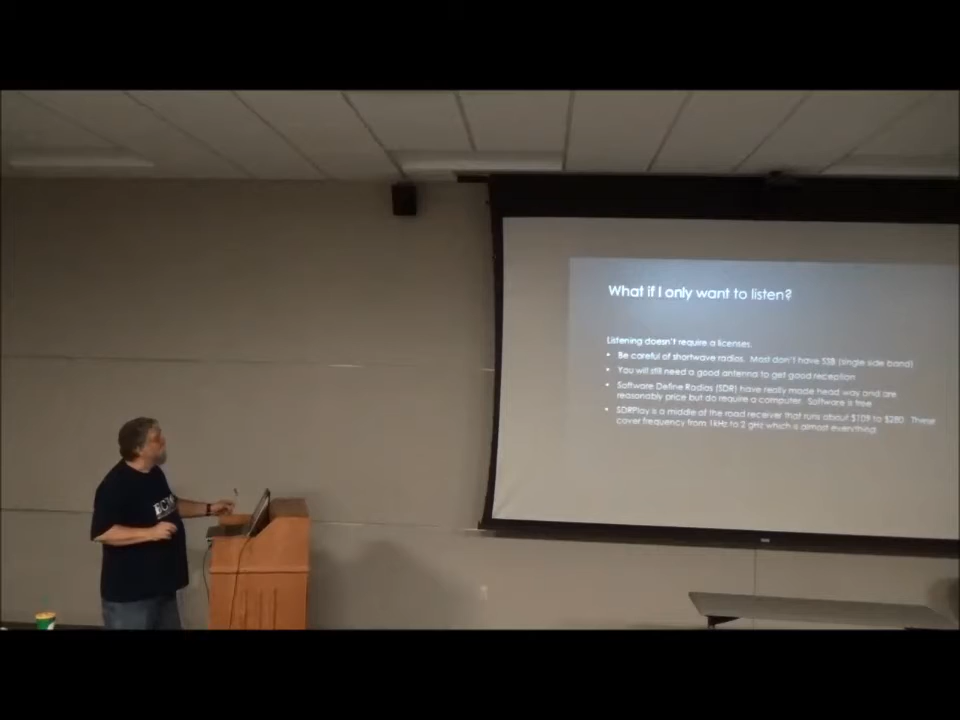 What if I only want to listen?
Listening doesn't require a licenses.
• Be careful of shortwave radios. Most don't have SSB (single side band)
• You will still need a good antenna to get good reception
• Software Define Radios (SDR) have really made head way and are
reasonably price but do require a computer. Software is free
• SDRPlay is a middle of the road receiver that runs about $109 to $280. These
cover frequency from 1kHz to 2 gHz which is almost everything!